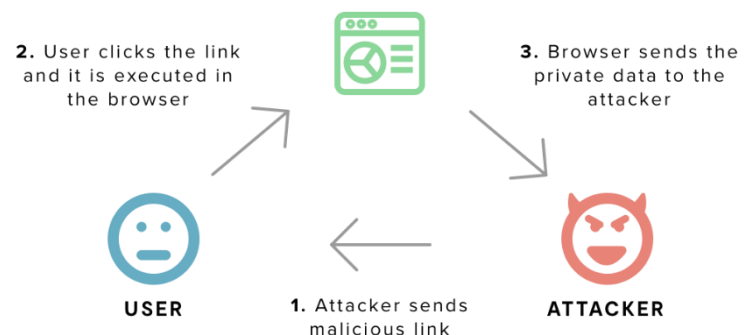 2. User clicks the link
and it is executed in
the browser
3. Browser sends the
private data to the
attacker
USER
1. Attacker sends
malicious link
ATTACKER